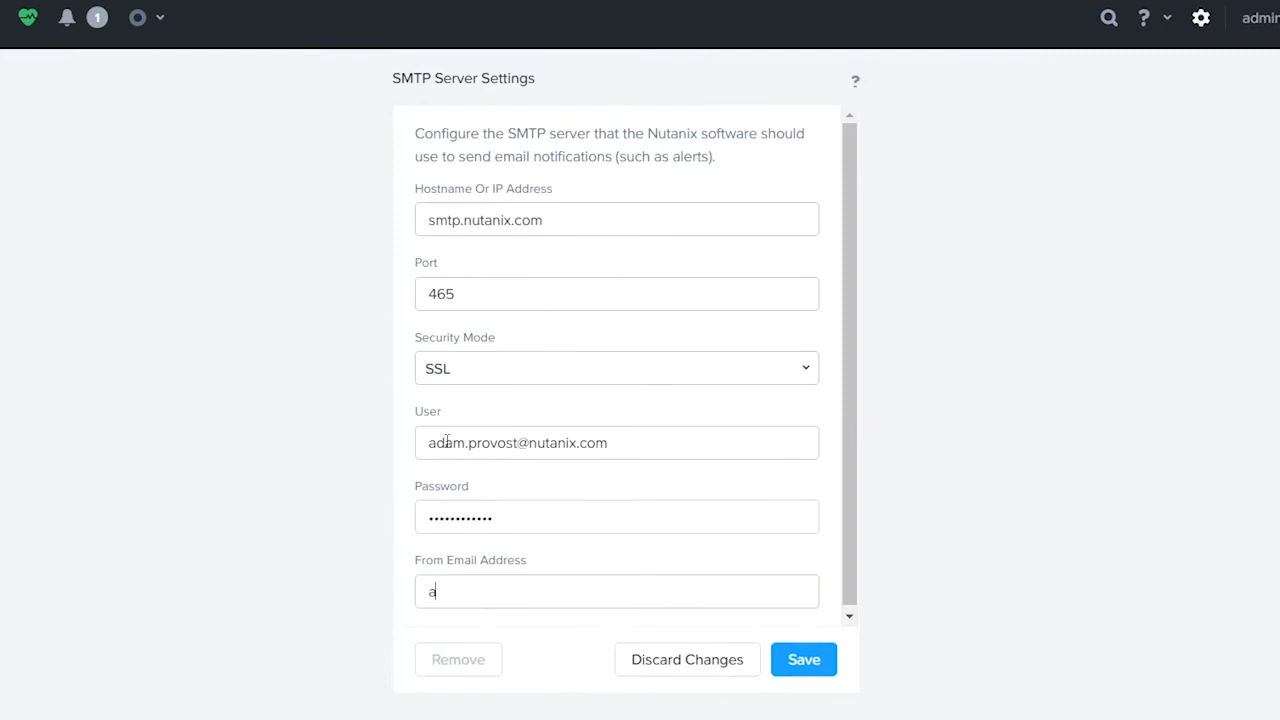 1
?
admin
SMTP Server Settings
?
Configure the SMTP server that the Nutanix software should
use to send email notifications (such as alerts).
Hostname Or IP Address
smtp.nutanix.com
Port
465
Security Mode
SSL
User
adam.provost@nutanix.com
Password
••••••••••••
From Email Address
a
Remove
Discard Changes
Save